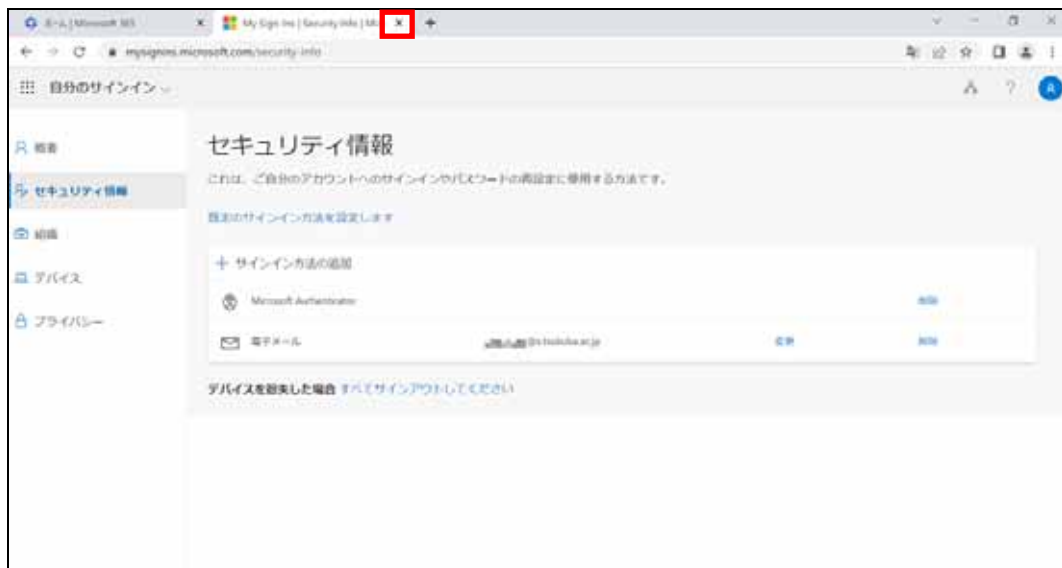 ホーム | Microsoft 365
My Sign-Ins | Security Info | Mi
mysignins.microsoft.com/security-info
自分のサインイン
A
概要
セキュリティ情報
組織
デバイス
プライバシー
セキュリティ情報
これは、ご自分のアカウントへのサインインやパスワードの再設定に使用する方法です。
既定のサインイン方法を設定します
サインイン方法の追加
Microsoft Authenticator 削除
電子メール 変更 削除
デバイスを紛失した場合 すべてサインアウトしてください